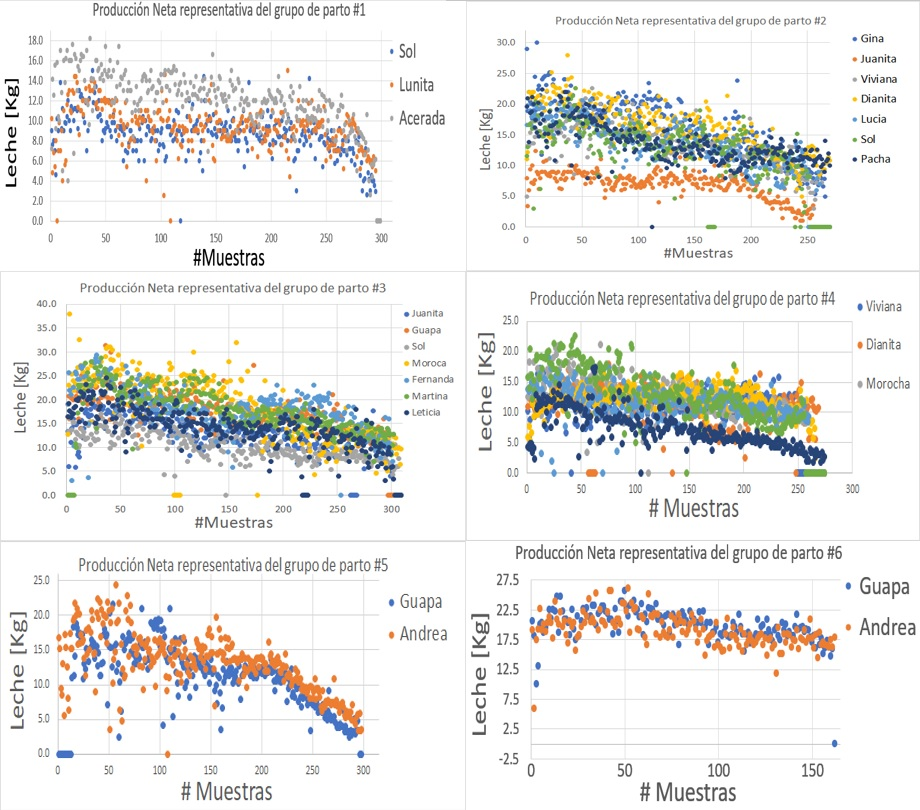 Producción Neta representativa del grupo de parto #1
Leche [Kg]
18.0
16.0
14.0
12.0
10.0
8.0
6.0
4.0
2.0
0.0
0 50 100 150 200 250 300
#Muestras
Sol
Lunita
Acerada
Producción Neta representativa del grupo de parto #2
Leche [Kg]
30.0
25.0
20.0
15.0
10.0
5.0
0.0
0 50 100 150 200 250
#Muestras
Gina
Juanita
Viviana
Dianita
Lucia
Sol
Pacha
Producción Neta representativa del grupo de parto #3
Leche [Kg]
40.0
35.0
30.0
25.0
20.0
15.0
10.0
5.0
0.0
0 50 100 150 200 250 300
#Muestras
Juanita
Guapa
Sol
Moroca
Fernanda
Martina
Leticia
Producción Neta representativa del grupo de parto #4
Leche [Kg]
25.0
20.0
15.0
10.0
5.0
0.0
0 50 100 150 200 250 300
# Muestras
Viviana
Dianita
Morocha
Producción Neta representativa del grupo de parto #5
Leche [Kg]
25.0
20.0
15.0
10.0
5.0
0.0
0 50 100 150 200 250 300
# Muestras
Guapa
Andrea
Producción Neta representativa del grupo de parto #6
Leche [Kg]
27.5
22.5
17.5
12.5
7.5
2.5
-2.5
0 50 100 150
# Muestras
Guapa
Andrea